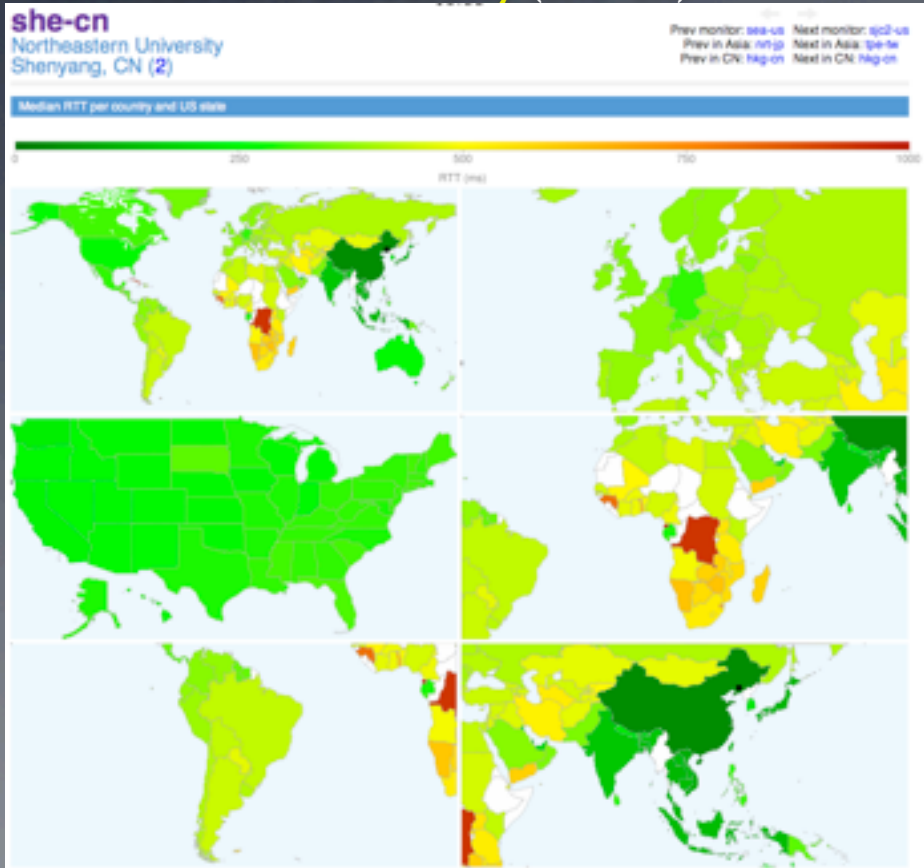 she-cn
Northeastern University
Shenyang, CN (2)
Prev monitor: sea-us Next monitor: sjc2-us
Prev in Asia: nrt-jp Next in Asia: tpe-tw
Prev in CN: hkg-cn Next in CN: hkg-cn
Median RTT per country and US state
0 250 500 750 1000
RTT (ms)